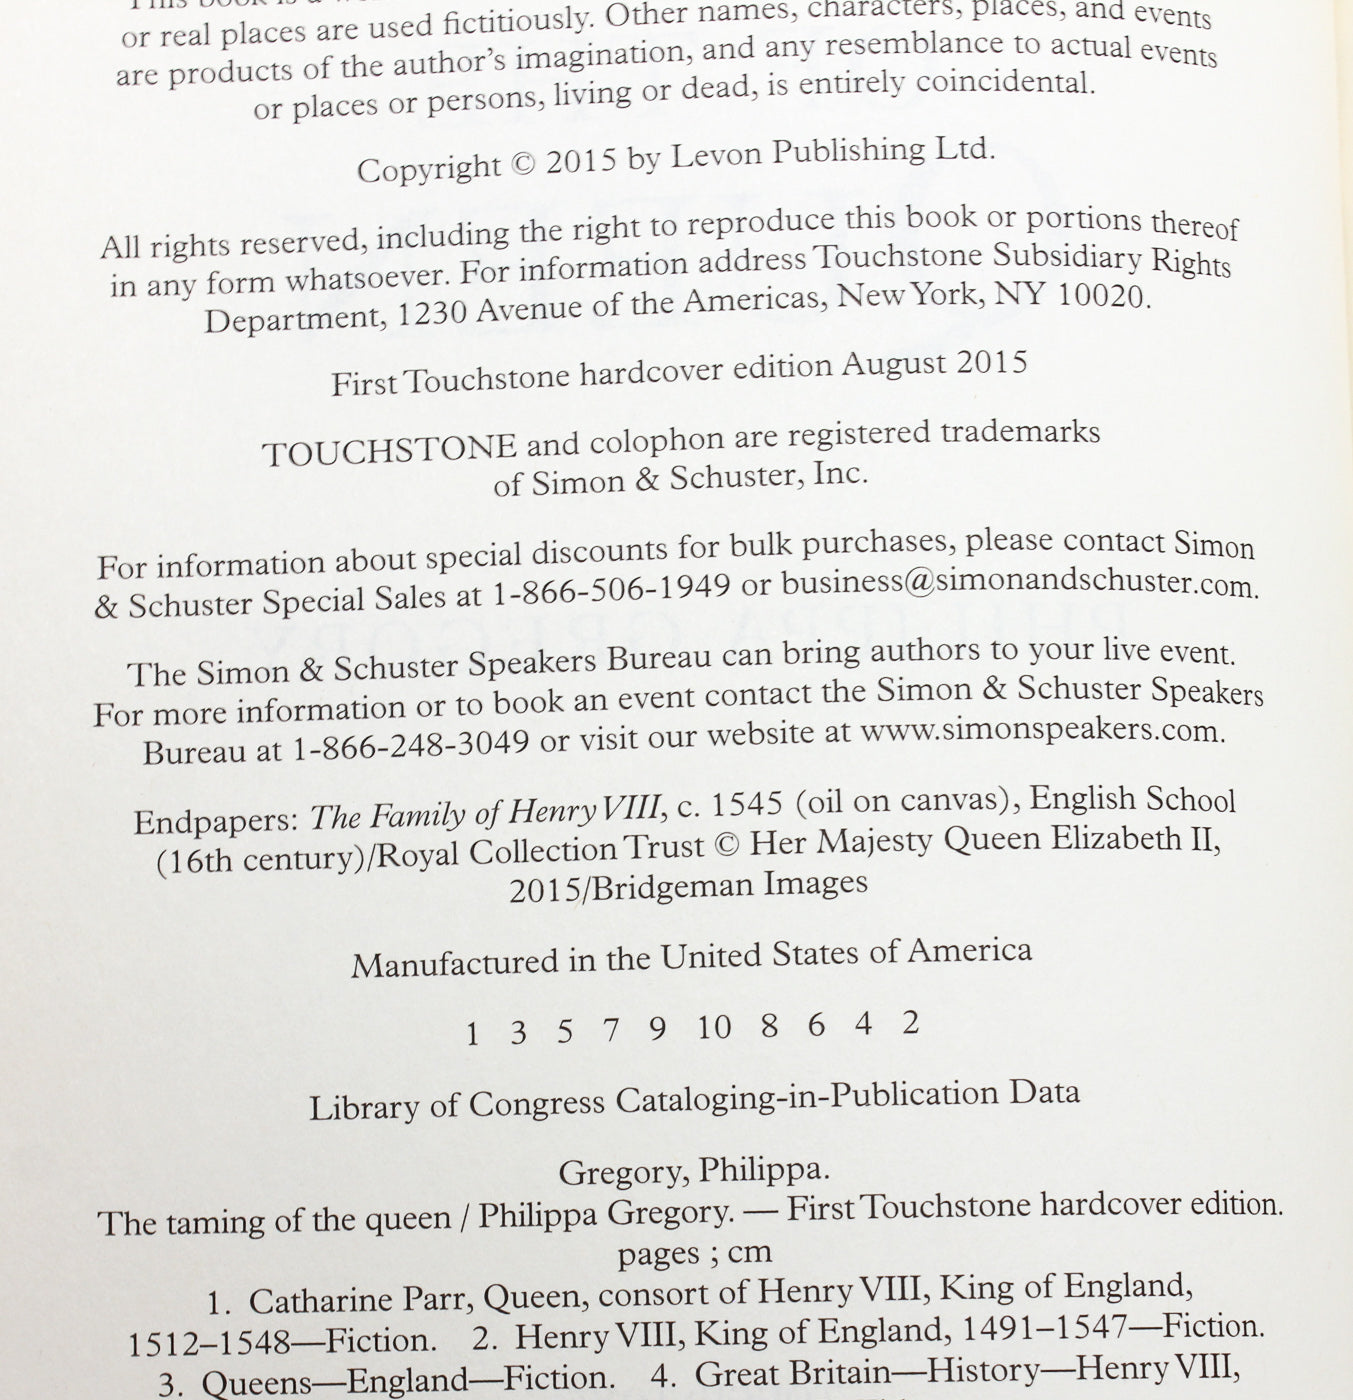 This book is a
or real places are used fictitiously. Other names, characters, places, and events
are products of the author's imagination, and any resemblance to actual events
or places or persons, living or dead, is entirely coincidental.
Copyright © 2015 by Levon Publishing Ltd.
All rights reserved, including the right to reproduce this book or portions thereof
in any form whatsoever. For information address Touchstone Subsidiary Rights
Department, 1230 Avenue of the Americas, New York, NY 10020.
First Touchstone hardcover edition August 2015
TOUCHSTONE and colophon are registered trademarks
of Simon & Schuster, Inc.
For information about special discounts for bulk purchases, please contact Simon
& Schuster Special Sales at 1-866-506-1949 or business@simonandschuster.com.
The Simon & Schuster Speakers Bureau can bring authors to your live event.
For more information or to book an event contact the Simon & Schuster Speakers
Bureau at 1-866-248-3049 or visit our website at www.simonspeakers.com.
Endpapers: The Family of Henry VIII, c. 1545 (oil on canvas), English School
(16th century)/Royal Collection Trust © Her Majesty Queen Elizabeth II,
2015/Bridgeman Images
Manufactured in the United States of America
1 3 5 7 9 10 8 6 4 2
Library of Congress Cataloging-in-Publication Data
Gregory, Philippa.
The taming of the queen / Philippa Gregory. — First Touchstone hardcover edition.
pages ; cm
1. Catharine Parr, Queen, consort of Henry VIII, King of England,
1512–1548—Fiction. 2. Henry VIII, King of England, 1491–1547—Fiction.
3. Queens—England—Fiction. 4. Great Britain—History—Henry VIII,